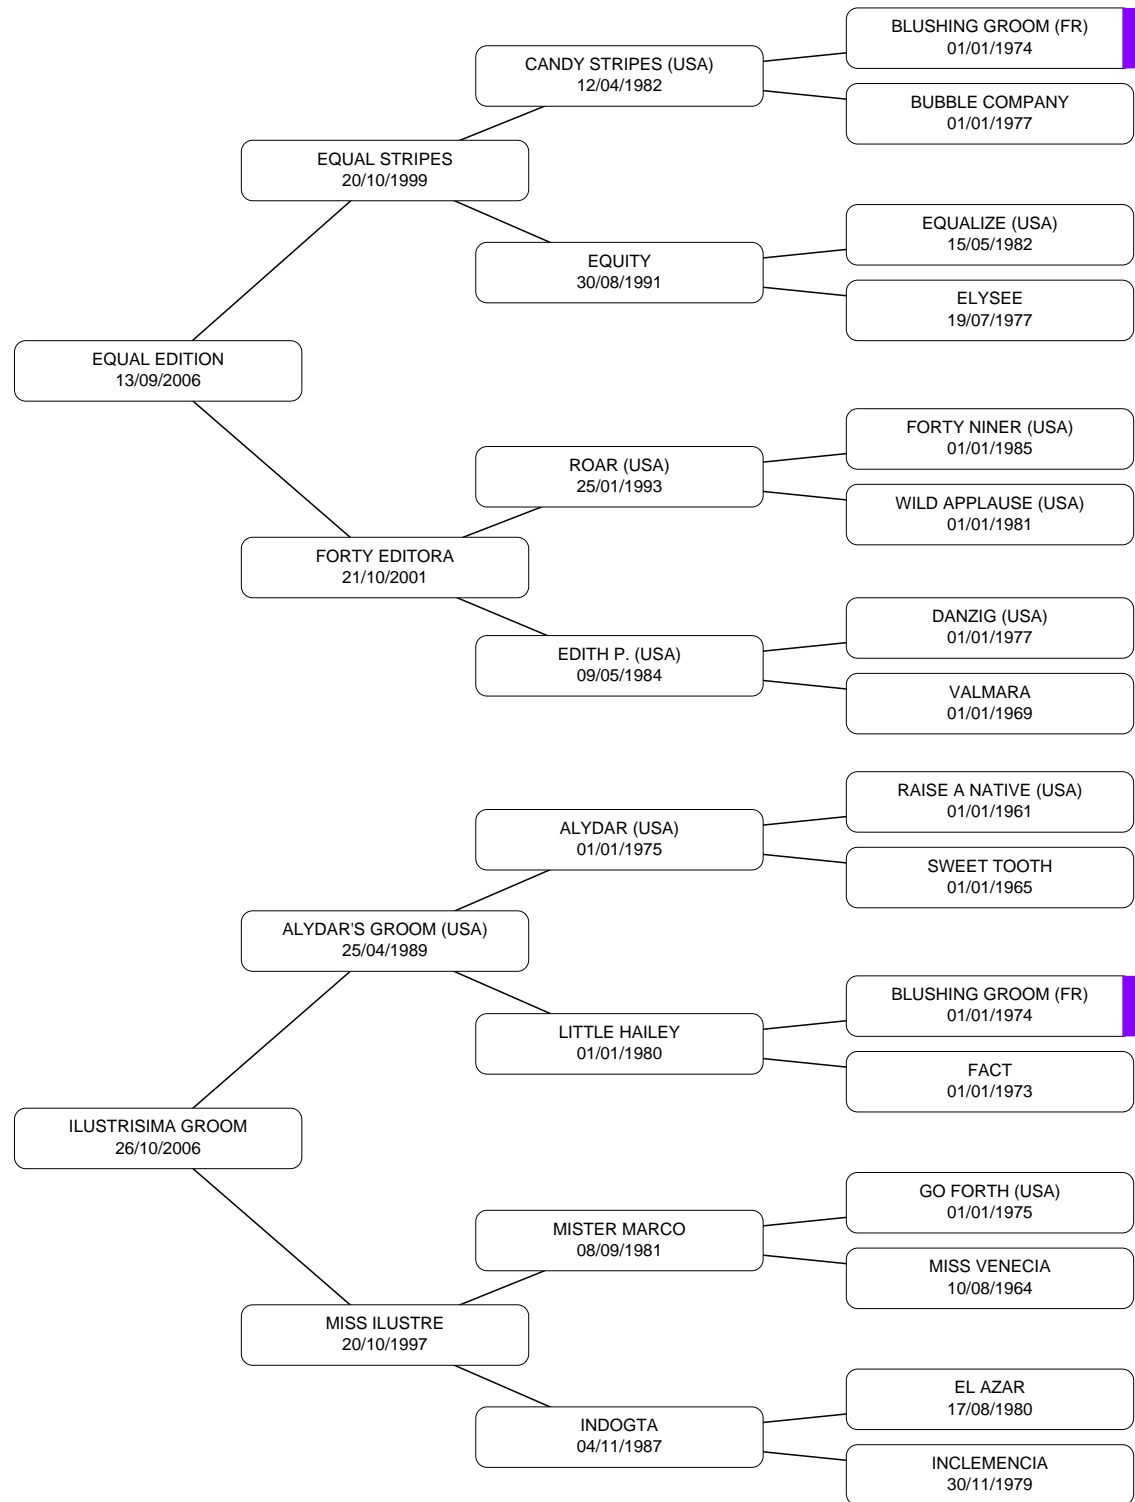 BLUSHING GROOM (FR)
01/01/1974
CANDY STRIPES (USA)
12/04/1982
BUBBLE COMPANY
01/01/1977
EQUAL STRIPES
20/10/1999
EQUALIZE (USA)
15/05/1982
EQUITY
30/08/1991
ELYSEE
19/07/1977
EQUAL EDITION
13/09/2006
FORTY NINER (USA)
01/01/1985
ROAR (USA)
25/01/1993
WILD APPLAUSE (USA)
01/01/1981
FORTY EDITORA
21/10/2001
DANZIG (USA)
01/01/1977
EDITH P. (USA)
09/05/1984
VALMARA
01/01/1969
RAISE A NATIVE (USA)
01/01/1961
ALYDAR (USA)
01/01/1975
SWEET TOOTH
01/01/1965
ALYDAR'S GROOM (USA)
25/04/1989
BLUSHING GROOM (FR)
01/01/1974
LITTLE HAILEY
01/01/1980
FACT
01/01/1973
ILUSTRISIMA GROOM
26/10/2006
GO FORTH (USA)
01/01/1975
MISTER MARCO
08/09/1981
MISS VENECIA
10/08/1964
MISS ILUSTRE
20/10/1997
EL AZAR
17/08/1980
INDOGTA
04/11/1987
INCLEMENCIA
30/11/1979